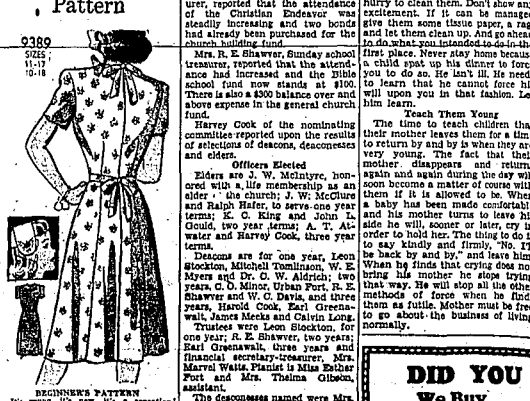 Pattern
9389
SIZES
11-17
10-18
BEGINNER'S PATTERN
urer, reported that the attendance
of the Christian Endeavor was
steadily increasing and two bonds
had already been purchased for the
church building fund.
Mrs. R. E. Shawver, Sunday school
treasurer, reported that the attend-
ance had increased and the Bible
school fund now stands at $100.
There is also a $300 balance over and
above expense in the general church
fund.
Harvey Cook of the nominating
committee reported upon the results
of selections of deacons, deaconesses
and elders.
Officers Elected
Elders are J. W. McIntyre, hon-
ored with a life membership as an
elder the church; J. W. McClure
and Ralph Hafer, to serve one year
terms; K. C. King and John L.
Gould, two year terms; A. T. At-
water and Harvey Cook, three year
terms.
Deacons are for one year, Leon
Stockton, Mitchel Tomlinson, W. E.
Myers and Dr. C. W. Aldrich; two
years, C. O. Minor, Urban Fort, R. E.
Shawver and W. C. Davis, and three
years, Harold Cook, Earl Greena-
walt, James Mecks and Calvin Long.
Trustees were Leon Stockton, for
one year; R. E. Shawver, two years;
Earl Greenawalt, three years and
financial secretary-treasurer, Mrs.
Marvel Watts. Pianist is Miss Esther
Fort and Mrs. Thelma Gibson,
assistant.
The deaconesses named were Mrs.
hurry to clean them. Don't show any
excitement. If it can be managed
give them some tissue paper, a rag
and let them clean up. And go ahead
to do what you intended to do in the
first place. Never stay home because
a child spat up his dinner to force
you to do so. He isn't ill. He needs
to learn that he cannot force his
will upon you in that fashion. Let
him learn.
Teach Them Young
The time to teach children that
their mother leaves them for a time
to return by and by is when they are
very young. The fact that their
mother disappears and returns
again and again during the day will
soon become a matter of course with
them if it is allowed to be. When
a baby has been made comfortable
and his mother turns to leave his
side he will, sooner or later, cry in
order to hold her. The thing to do is
to say kindly and firmly, "No. I'll
be back by and by," and leave him.
When he finds that crying does not
bring his mother he stops trying
that way. He will stop all the other
methods of force when he finds
them as futile. Mother must be free
to go about the business of living
normally.
DID YOU
We Buy